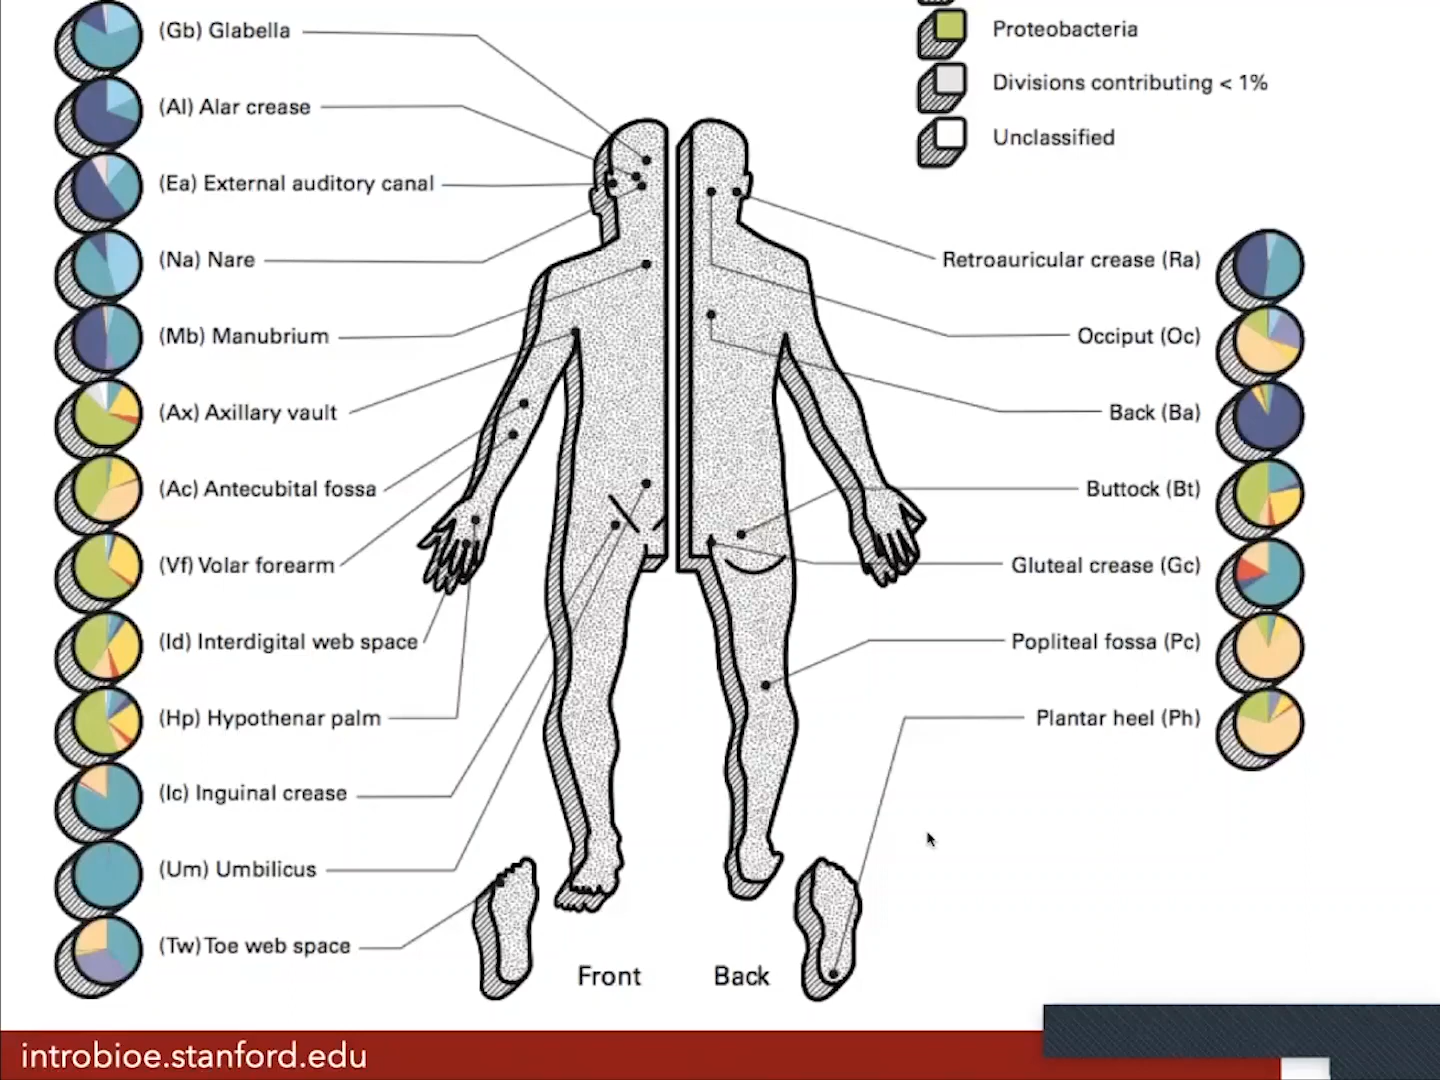 (Gb) Glabella
(Al) Alar crease
(Ea) External auditory canal
(Na) Nare
(Mb) Manubrium
(Ax) Axillary vault
(Ac) Antecubital fossa
(Vf) Volar forearm
(Id) Interdigital web space
(Hp) Hypothenar palm
(Ic) Inguinal crease
(Um) Umbilicus
(Tw) Toe web space
Front
Back
Proteobacteria
Divisions contributing < 1%
Unclassified
Retroauricular crease (Ra)
Occiput (Oc)
Back (Ba)
Buttock (Bt)
Gluteal crease (Gc)
Popliteal fossa (Pc)
Plantar heel (Ph)
introbioe.stanford.edu